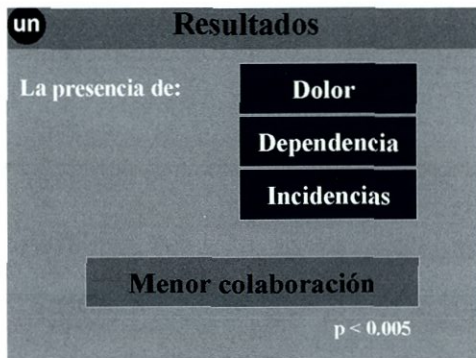 un
Resultados
La presencia de:
Dolor
Dependencia
Incidencias
Menor colaboración
p < 0.005